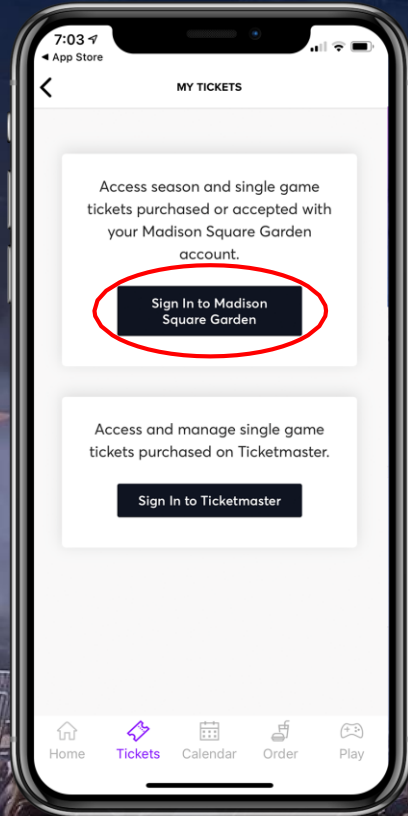 7:03
App Store
MY TICKETS
Access season and single game
tickets purchased or accepted with
your Madison Square Garden
account.
Sign In to Madison
Square Garden
Access and manage single game
tickets purchased on Ticketmaster.
Sign In to Ticketmaster
Home Tickets Calendar Order Play